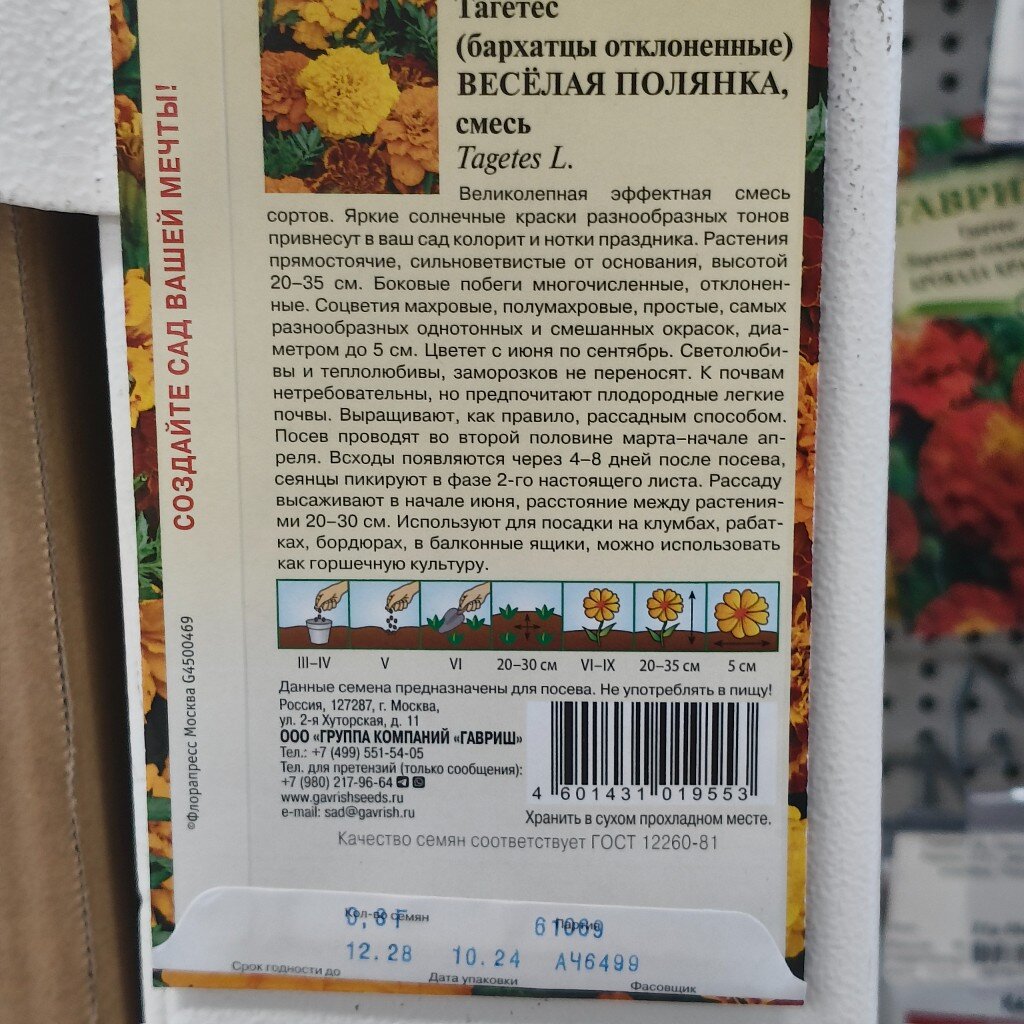 Тагетес
(бархатцы отклоненные)
ВЕСЁЛАЯ ПОЛЯНКА,
смесь
Tagetes L.
Великолепная эффектная смесь
сортов. Яркие солнечные краски разнообразных тонов
привнесут в ваш сад колорит и нотки праздника. Растения
прямостоячие, сильноветвистые от основания, высотой
20–35 см. Боковые побеги многочисленные, отклонен-
ные. Соцветия махровые, полумахровые, простые, самых
разнообразных однотонных и смешанных окрасок, диа-
метром до 5 см. Цветет с июня по сентябрь. Светолюби-
вы и теплолюбивы, заморозков не переносят. К почвам
нетребовательны, но предпочитают плодородные легкие
почвы. Выращивают, как правило, рассадным способом.
Посев проводят во второй половине марта–начале ап-
реля. Всходы появляются через 4–8 дней после посева,
сеянцы пикируют в фазе 2-го настоящего листа. Рассаду
высаживают в начале июня, расстояние между растения-
ми 20–30 см. Используют для посадки на клумбах, рабат-
ках, бордюрах, в балконные ящики, можно использовать
как горшечную культуру.
III–IV V VI 20–30 см VI–IX 20–35 см 5 см
Данные семена предназначены для посева. Не употреблять в пищу!
Россия, 127287, г. Москва,
ул. 2-я Хуторская, д. 11
ООО «ГРУППА КОМПАНИЙ «ГАВРИШ»
Тел.: +7 (499) 551-54-05
Тел. для претензий (только сообщения):
+7 (980) 217-96-64
www.gavrishseeds.ru
e-mail: sad@gavrish.ru
4 601431 019553
Хранить в сухом прохладном месте.
Качество семян соответствует ГОСТ 12260-81
Кол-во семян Партия
0,3 г 61069
12.28 10.24 АЧ6499
Срок годности до Дата упаковки Фасовщик
СОЗДАЙТЕ САД ВАШЕЙ МЕЧТЫ!
©Флорапресс Москва G4500469